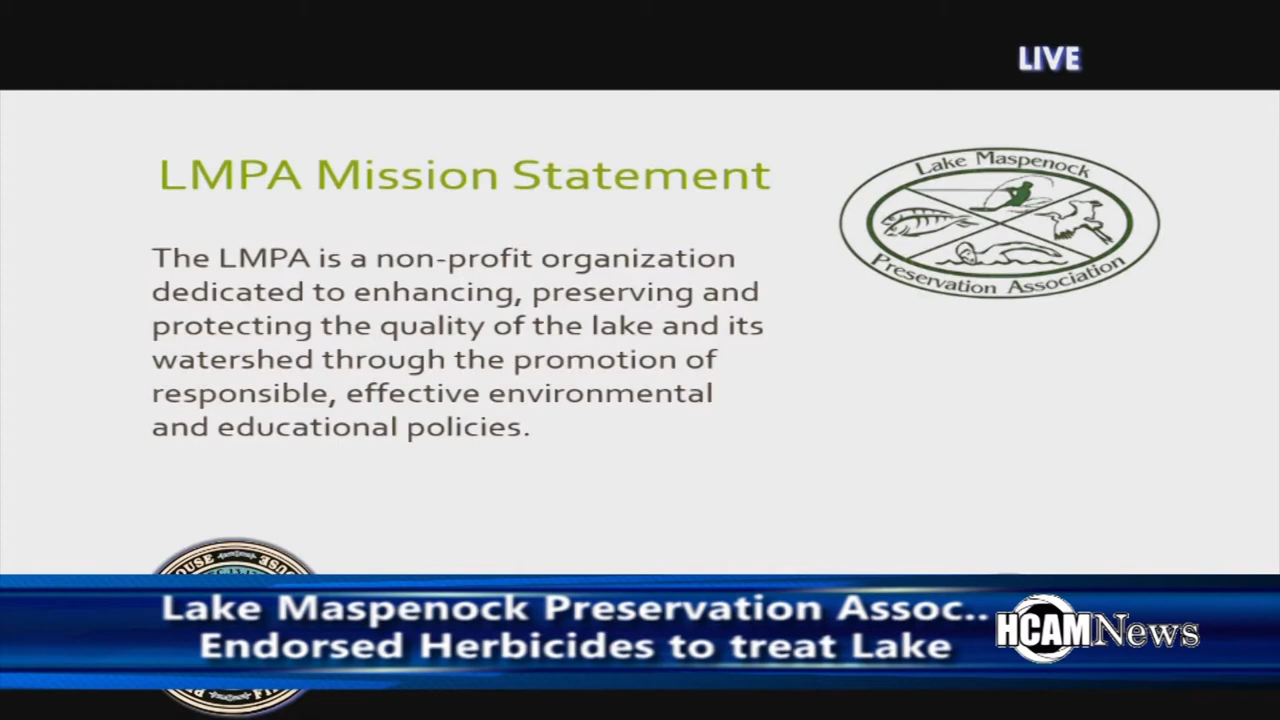 LIVE
LMPA Mission Statement
Lake Maspenock
Preservation Association
The LMPA is a non-profit organization
dedicated to enhancing, preserving and
protecting the quality of the lake and its
watershed through the promotion of
responsible, effective environmental
and educational policies.
Lake Maspenock Preservation Assoc..
Endorsed Herbicides to treat Lake
HCAM News